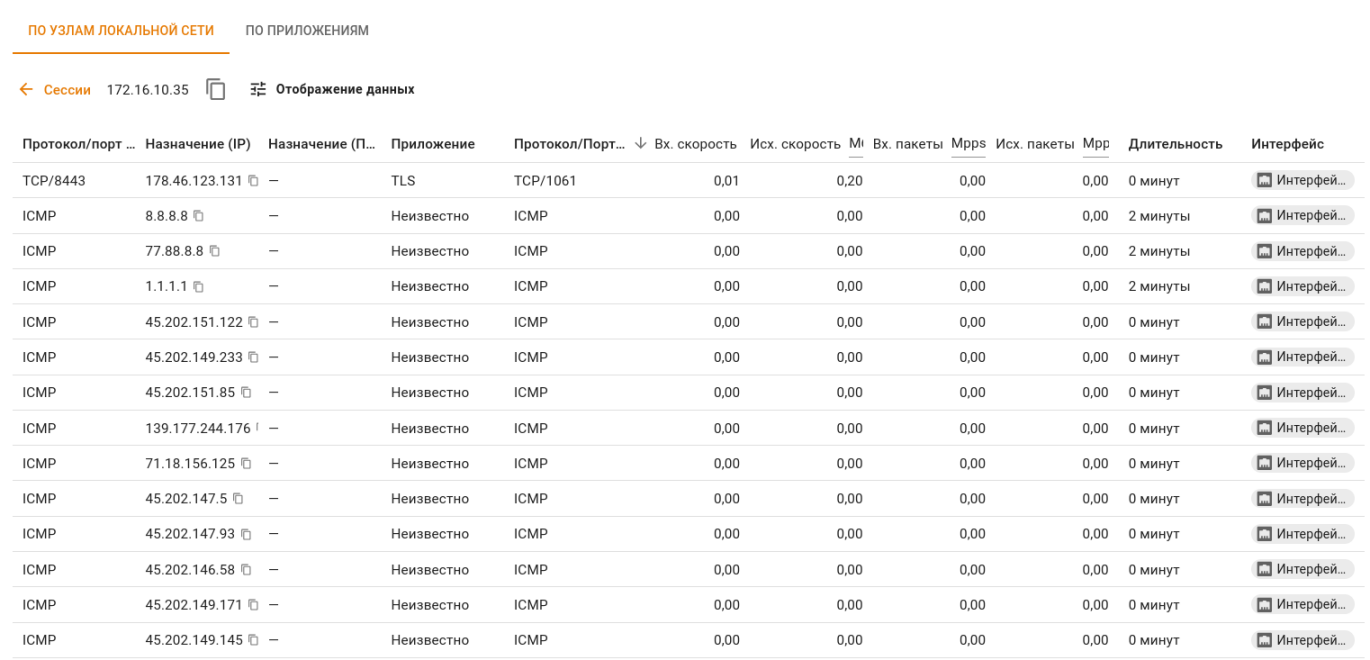 ПО УЗЛАМ ЛОКАЛЬНОЙ СЕТИ ПО ПРИЛОЖЕНИЯМ
Сессии 172.16.10.35 Отображение данных
Протокол/порт ... Назначение (IP) Назначение (П... Приложение Протокол/Порт... Вх. скорость Исх. скорость Вх. пакеты Mpps Исх. пакеты Mpp Длительность Интерфейс
TCP/8443 178.46.123.131 — TLS TCP/1061 0,01 0,20 0,00 0,00 0 минут Интерфей...
ICMP 8.8.8.8 — Неизвестно ICMP 0,00 0,00 0,00 0,00 2 минуты Интерфей...
ICMP 77.88.8.8 — Неизвестно ICMP 0,00 0,00 0,00 0,00 2 минуты Интерфей...
ICMP 1.1.1.1 — Неизвестно ICMP 0,00 0,00 0,00 0,00 2 минуты Интерфей...
ICMP 45.202.151.122 — Неизвестно ICMP 0,00 0,00 0,00 0,00 0 минут Интерфей...
ICMP 45.202.149.233 — Неизвестно ICMP 0,00 0,00 0,00 0,00 0 минут Интерфей...
ICMP 45.202.151.85 — Неизвестно ICMP 0,00 0,00 0,00 0,00 0 минут Интерфей...
ICMP 139.177.244.176 — Неизвестно ICMP 0,00 0,00 0,00 0,00 0 минут Интерфей...
ICMP 71.18.156.125 — Неизвестно ICMP 0,00 0,00 0,00 0,00 0 минут Интерфей...
ICMP 45.202.147.5 — Неизвестно ICMP 0,00 0,00 0,00 0,00 0 минут Интерфей...
ICMP 45.202.147.93 — Неизвестно ICMP 0,00 0,00 0,00 0,00 0 минут Интерфей...
ICMP 45.202.146.58 — Неизвестно ICMP 0,00 0,00 0,00 0,00 0 минут Интерфей...
ICMP 45.202.149.171 — Неизвестно ICMP 0,00 0,00 0,00 0,00 0 минут Интерфей...
ICMP 45.202.149.145 — Неизвестно ICMP 0,00 0,00 0,00 0,00 0 минут Интерфей...